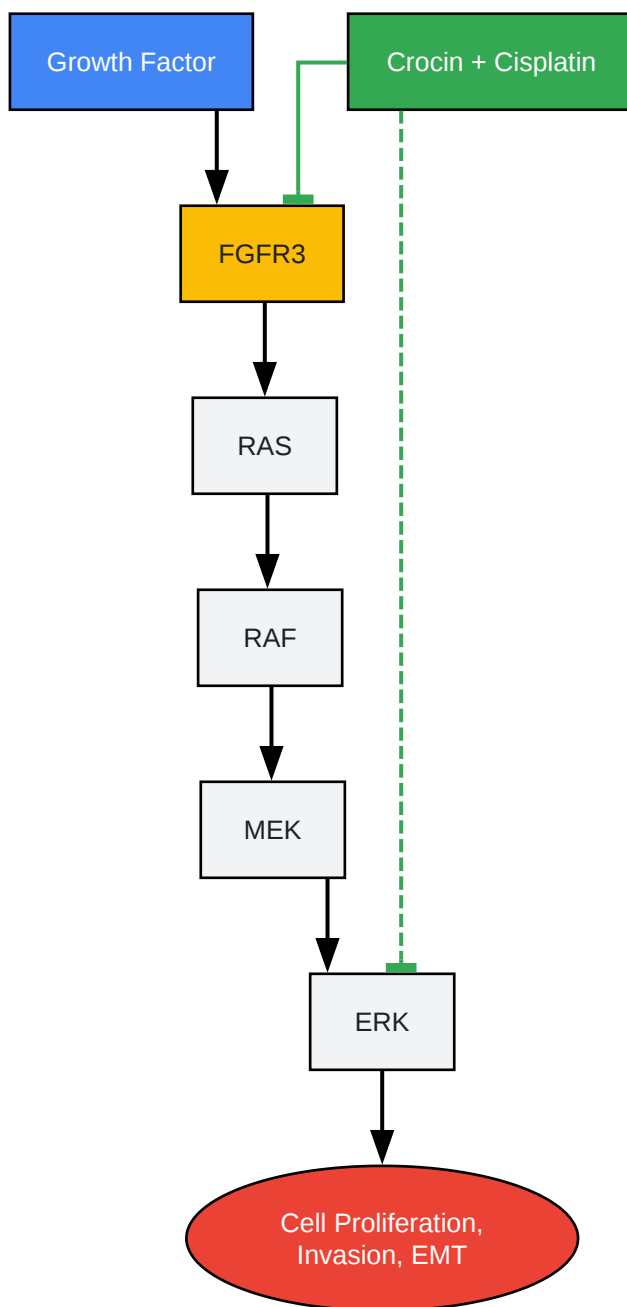 Growth Factor
Crocin + Cisplatin
FGFR3
RAS
RAF
MEK
ERK
Cell Proliferation,
Invasion, EMT